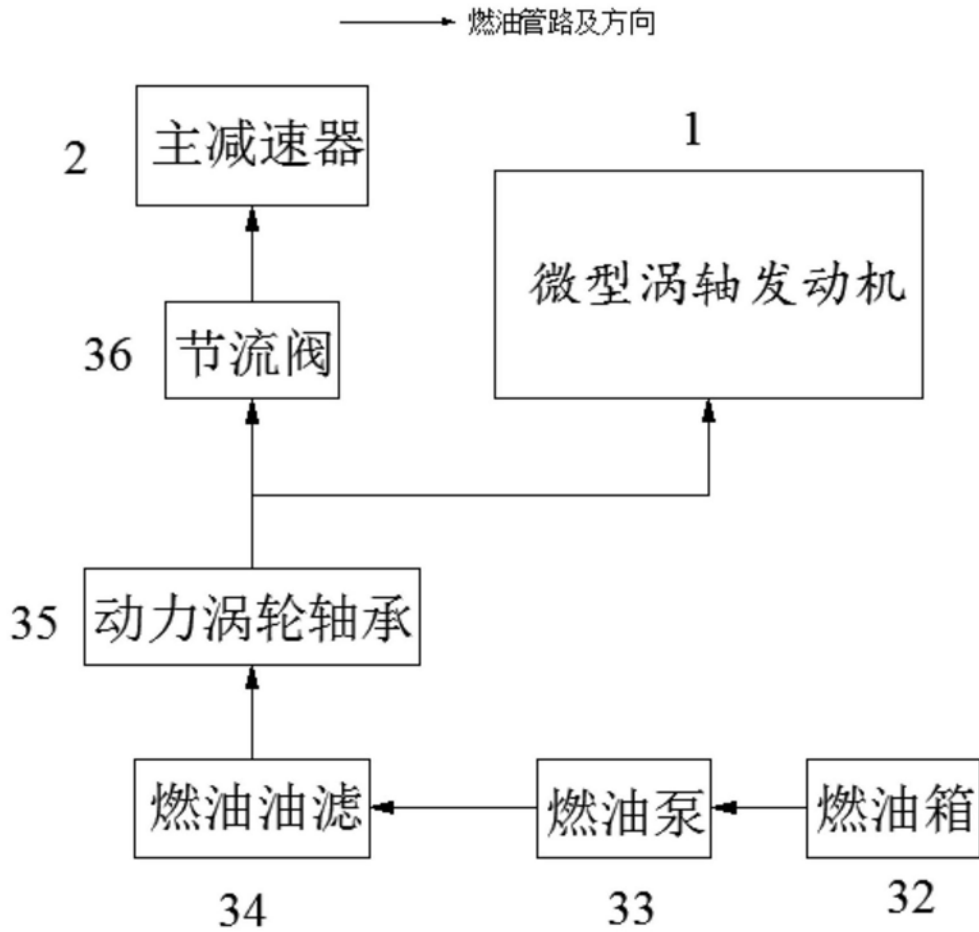 燃油管路及方向
2
主减速器
1
微型涡轴发动机
36
节流阀
35
动力涡轮轴承
燃油油滤
燃油泵
燃油箱
34
33
32